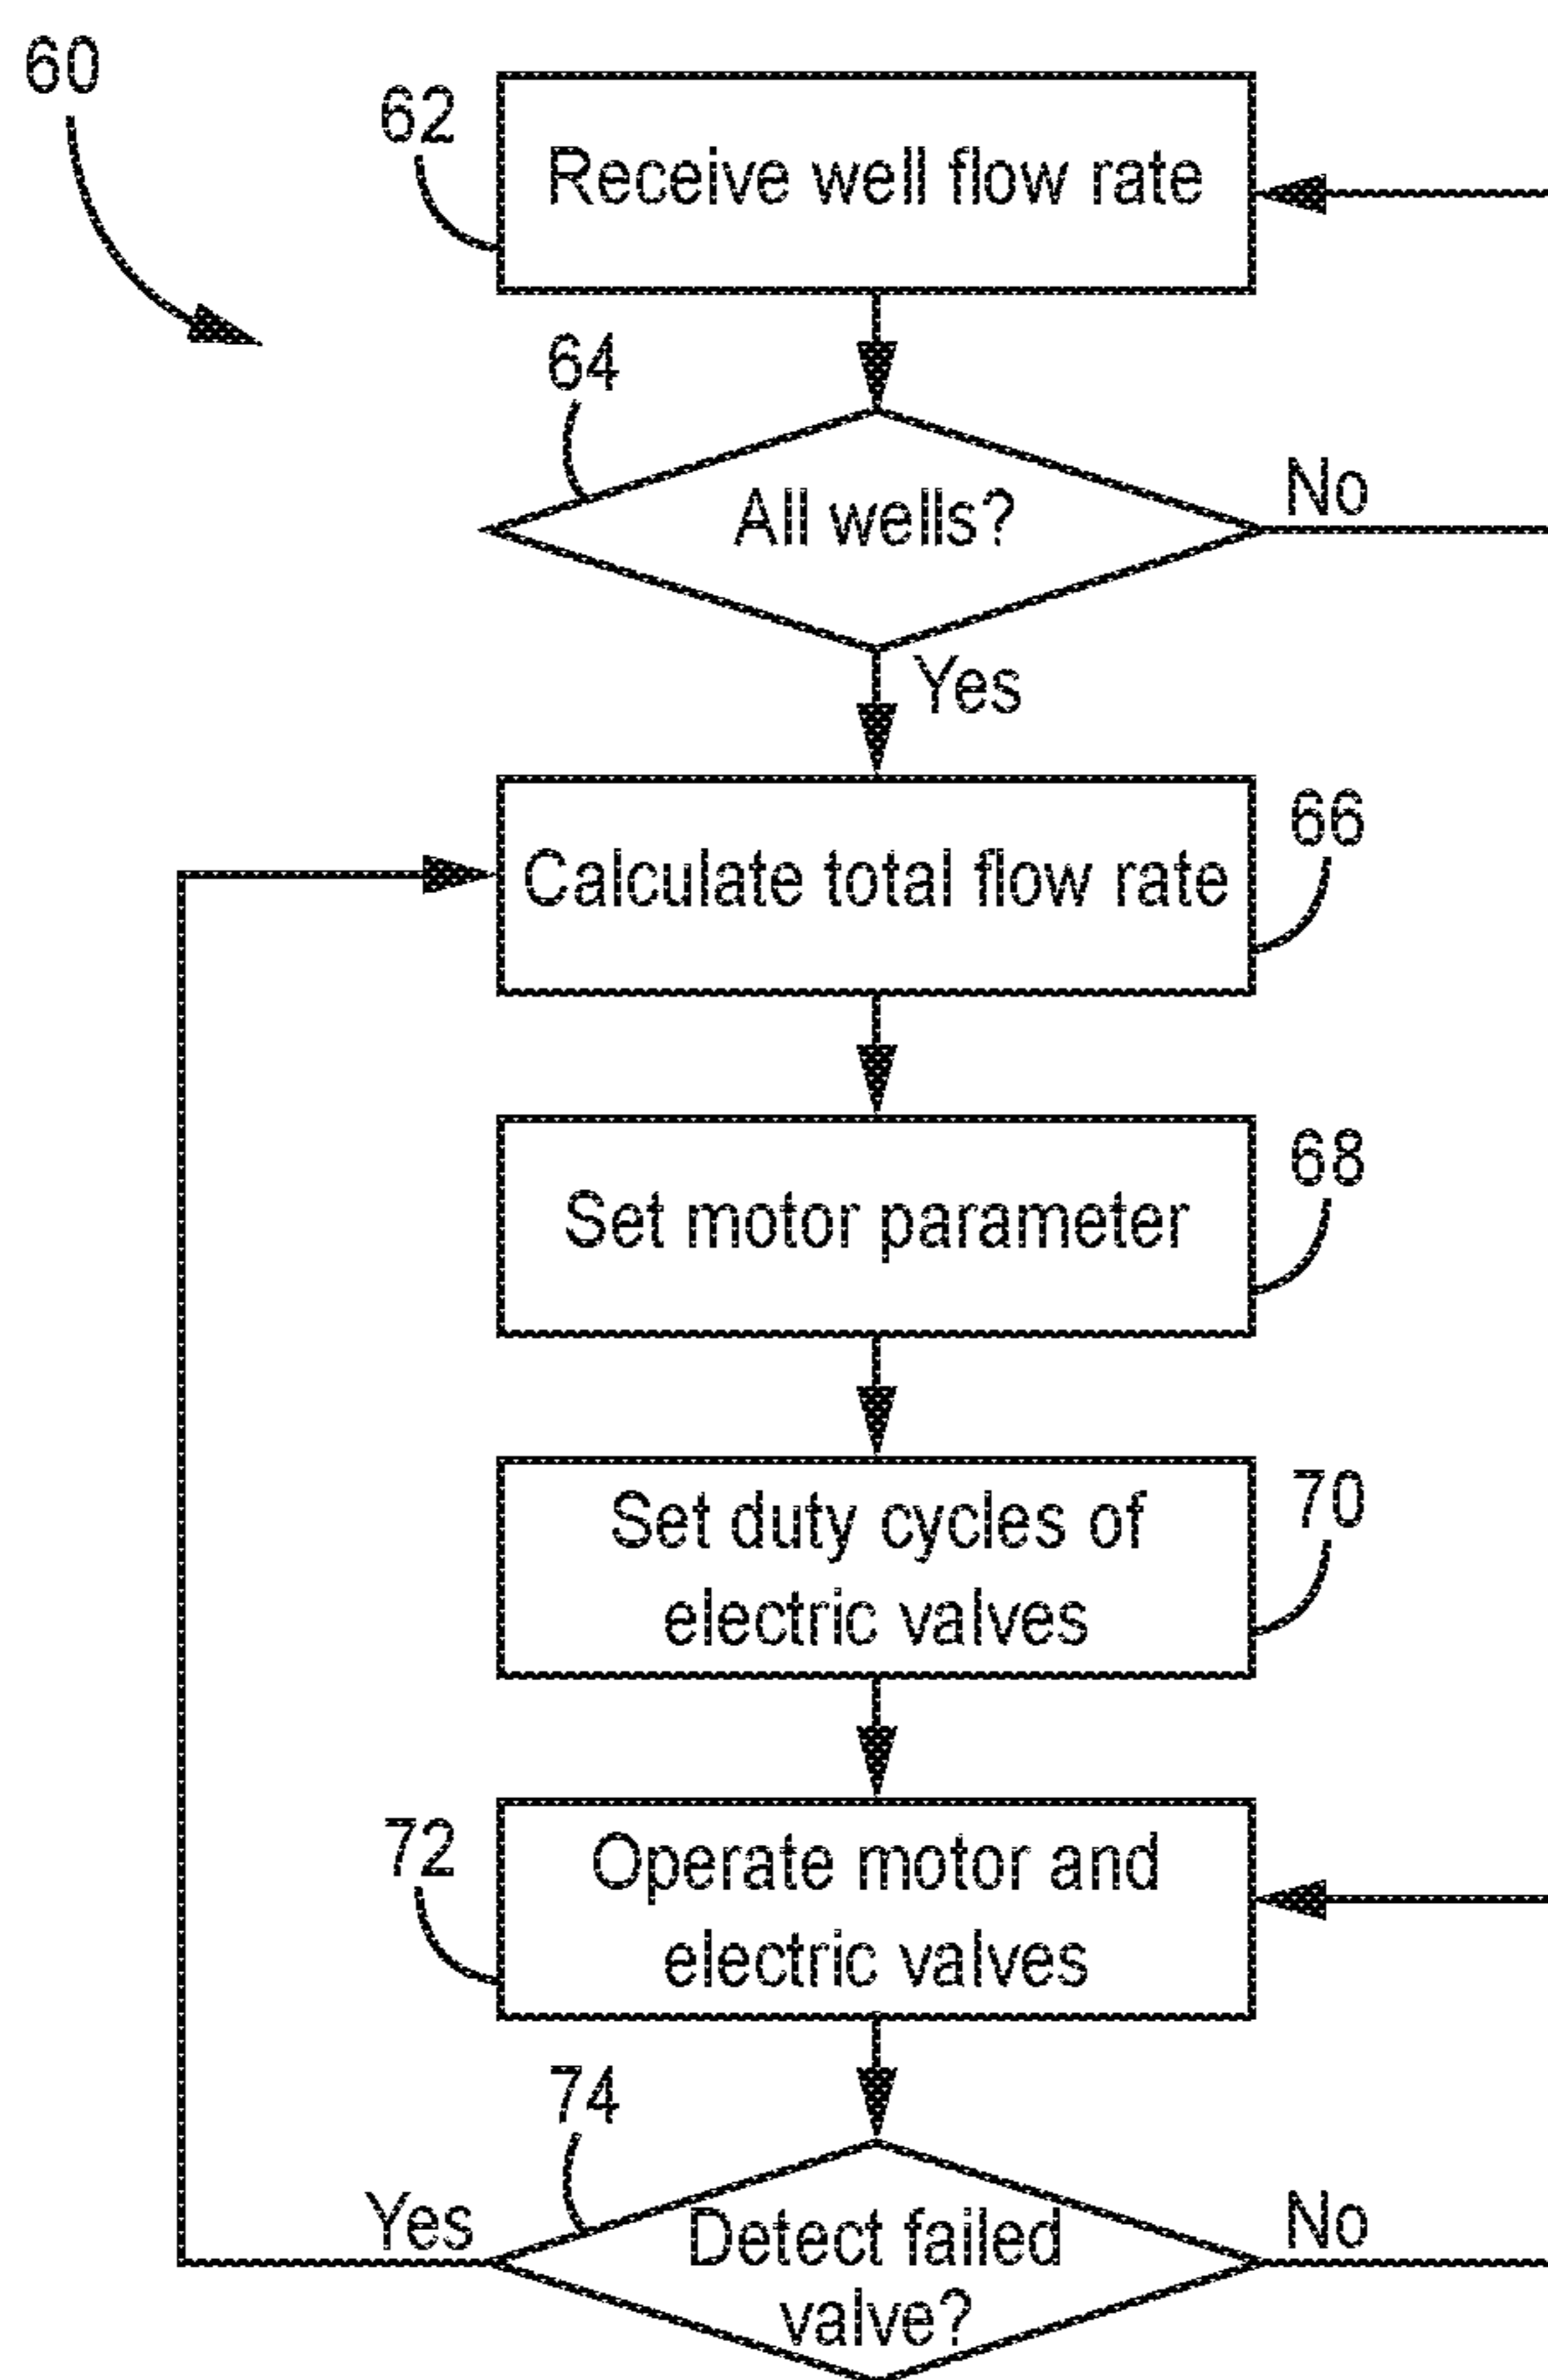 60
62
Receive well flow rate
64
All wells?
No
Yes
66
Calculate total flow rate
68
Set motor parameter
70
Set duty cycles of
electric valves
72
Operate motor and
electric valves
74
Yes
Detect failed
valve?
No